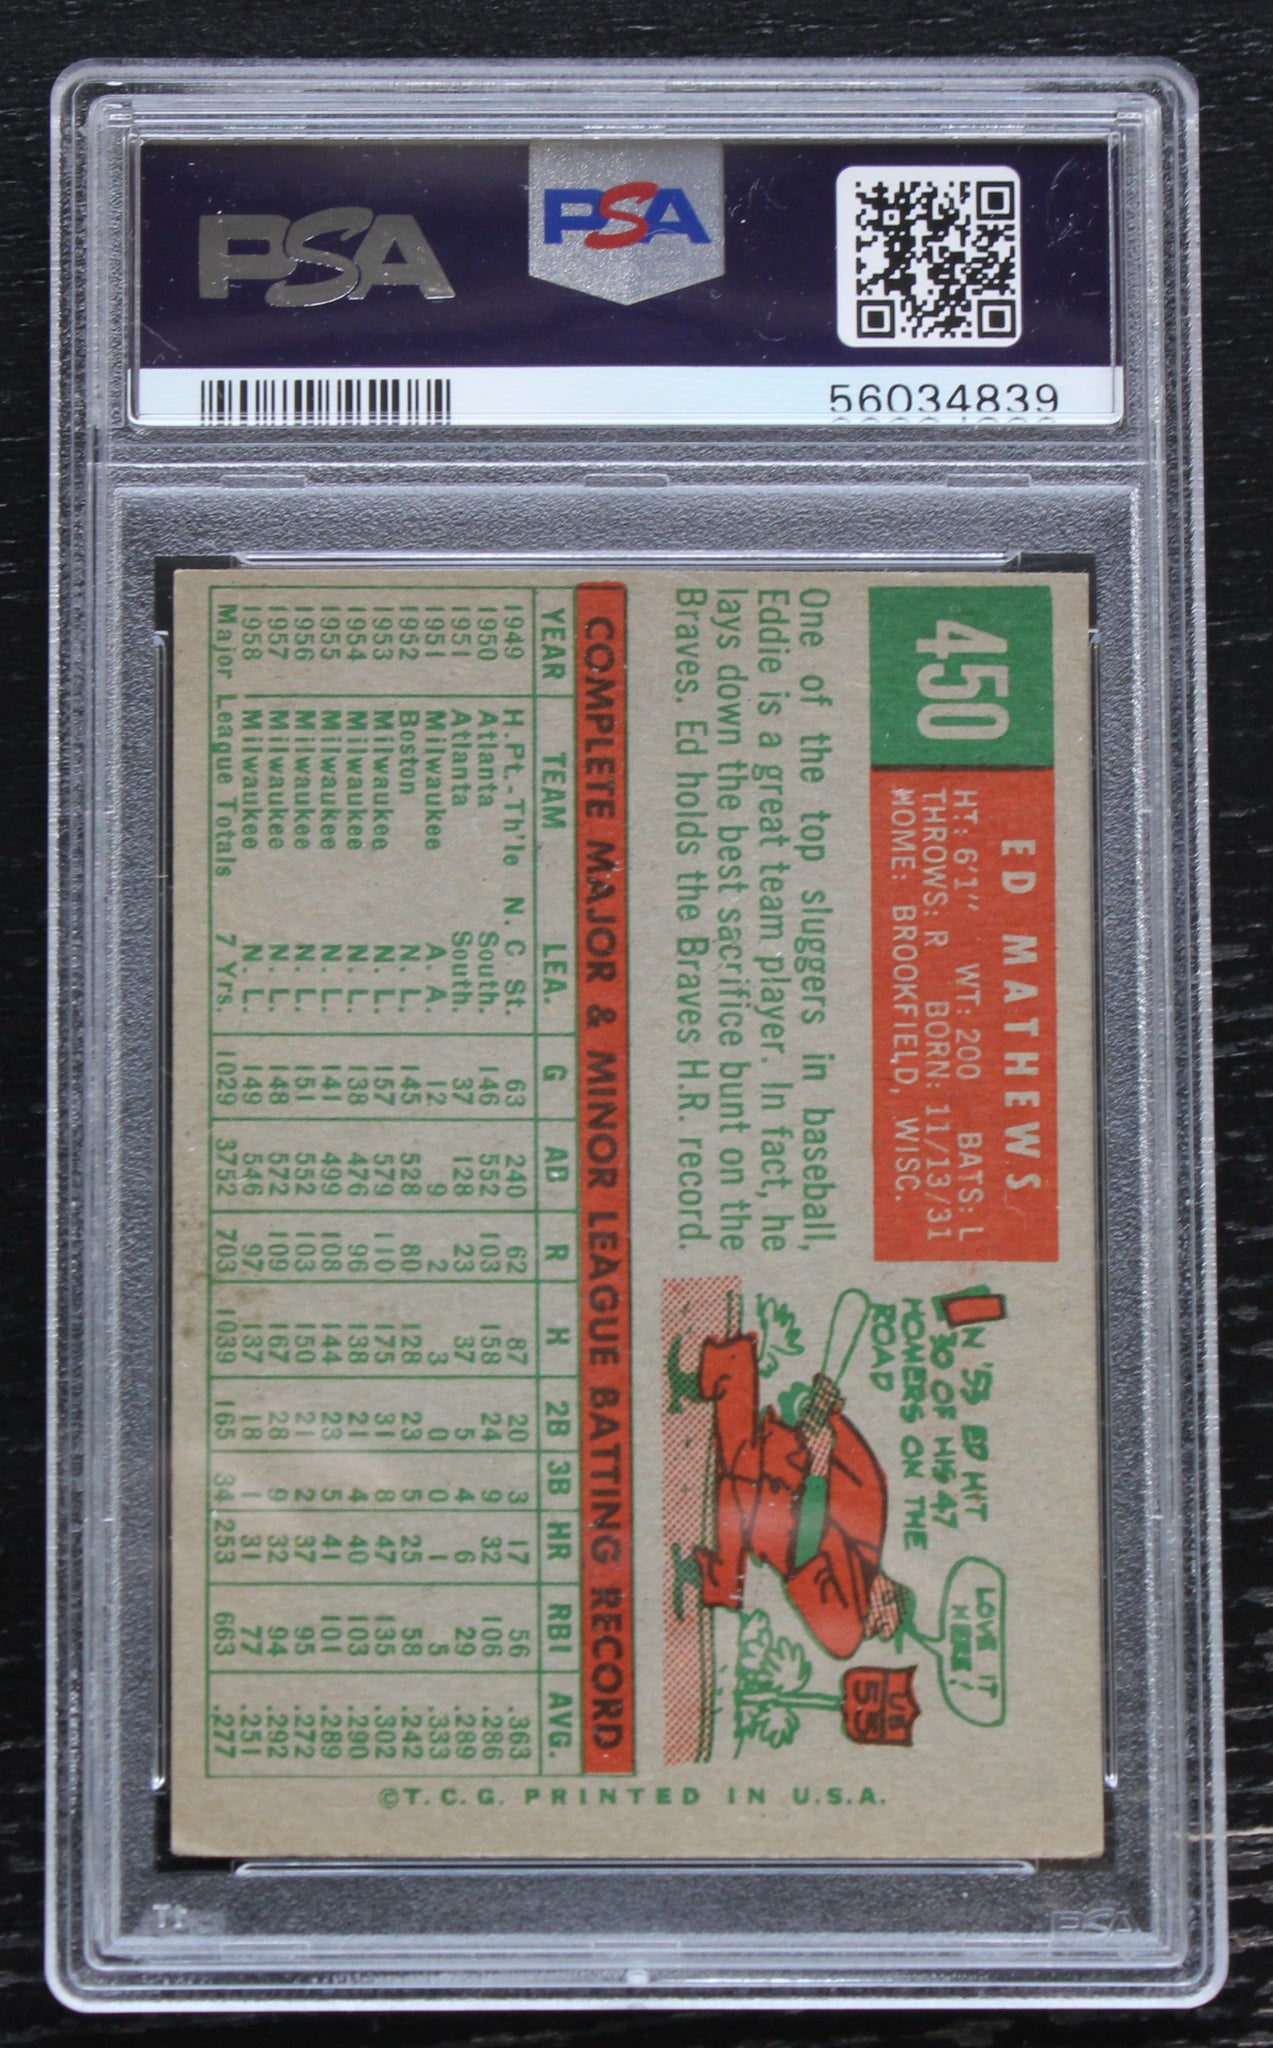 PSA
PSA
56034839
450
ED MATHEWS
HT: 6'1" WT: 200 BATS: L
THROWS: R BORN: 11/13/31
HOME: BROOKFIELD, WISC.
One of the top sluggers in baseball,
Eddie is a great team player. In fact, he
lays down the best sacrifice bunt on the
Braves. Ed holds the Braves H.R. record.
IN '53 ED HIT
30 OF HIS 47
HOMERS ON THE
ROAD
LOVE IT
HERE!
US
55
COMPLETE MAJOR & MINOR LEAGUE BATTING RECORD
YEAR TEAM LEA. G AB R H 2B 3B HR RBI AVG.
1949 H. Pt.-Th'le N. C. St. 63 240 62 87 20 3 17 56 .363
1950 Atlanta South. 146 552 103 158 24 9 32 106 .286
1951 Atlanta South. 37 128 23 37 5 4 6 29 .289
1951 Milwaukee A. A. 12 9 2 3 0 0 1 5 .333
1952 Boston N. L. 145 528 80 128 23 5 25 58 .242
1953 Milwaukee N. L. 157 579 110 175 31 8 47 135 .302
1954 Milwaukee N. L. 138 476 96 138 21 4 40 103 .290
1955 Milwaukee N. L. 141 499 108 144 23 5 41 101 .289
1956 Milwaukee N. L. 151 552 103 150 21 2 37 95 .272
1957 Milwaukee N. L. 148 572 109 167 28 9 32 94 .292
1958 Milwaukee N. L. 149 546 97 137 18 1 31 77 .251
Major League Totals 7 Yrs. 1029 3752 703 1039 165 34 253 663 .277
©T. C. G. PRINTED IN U.S.A.
PSA